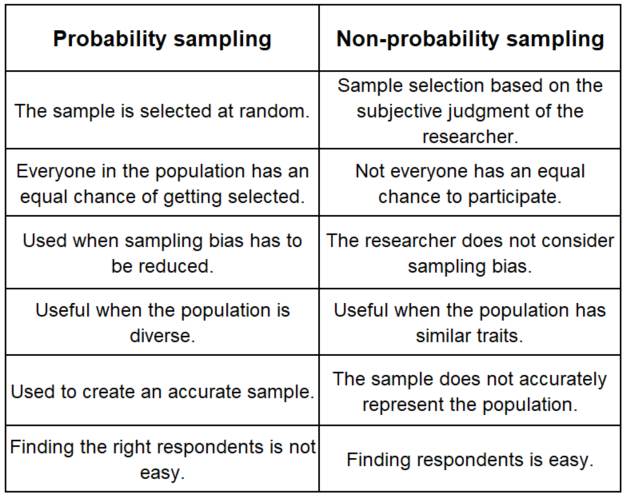 Probability sampling
Non-probability sampling
The sample is selected at random.
Sample selection based on the
subjective judgment of the
researcher.
Everyone in the population has an
equal chance of getting selected.
Not everyone has an equal
chance to participate.
Used when sampling bias has to
be reduced.
The researcher does not consider
sampling bias.
Useful when the population is
diverse.
Useful when the population has
similar traits.
Used to create an accurate sample.
The sample does not accurately
represent the population.
Finding the right respondents is not
easy.
Finding respondents is easy.